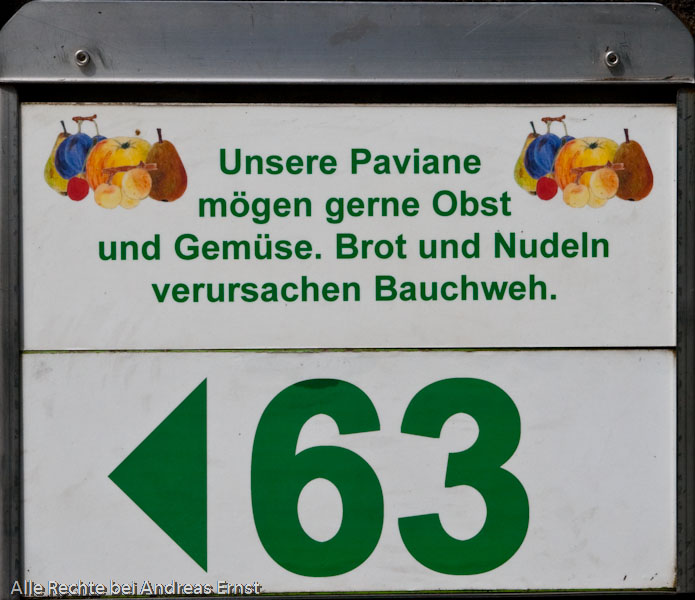 Unsere Paviane
mögen gerne Obst
und Gemüse. Brot und Nudeln
verursachen Bauchweh.
63
Alle Rechte bei Andreas Ernst